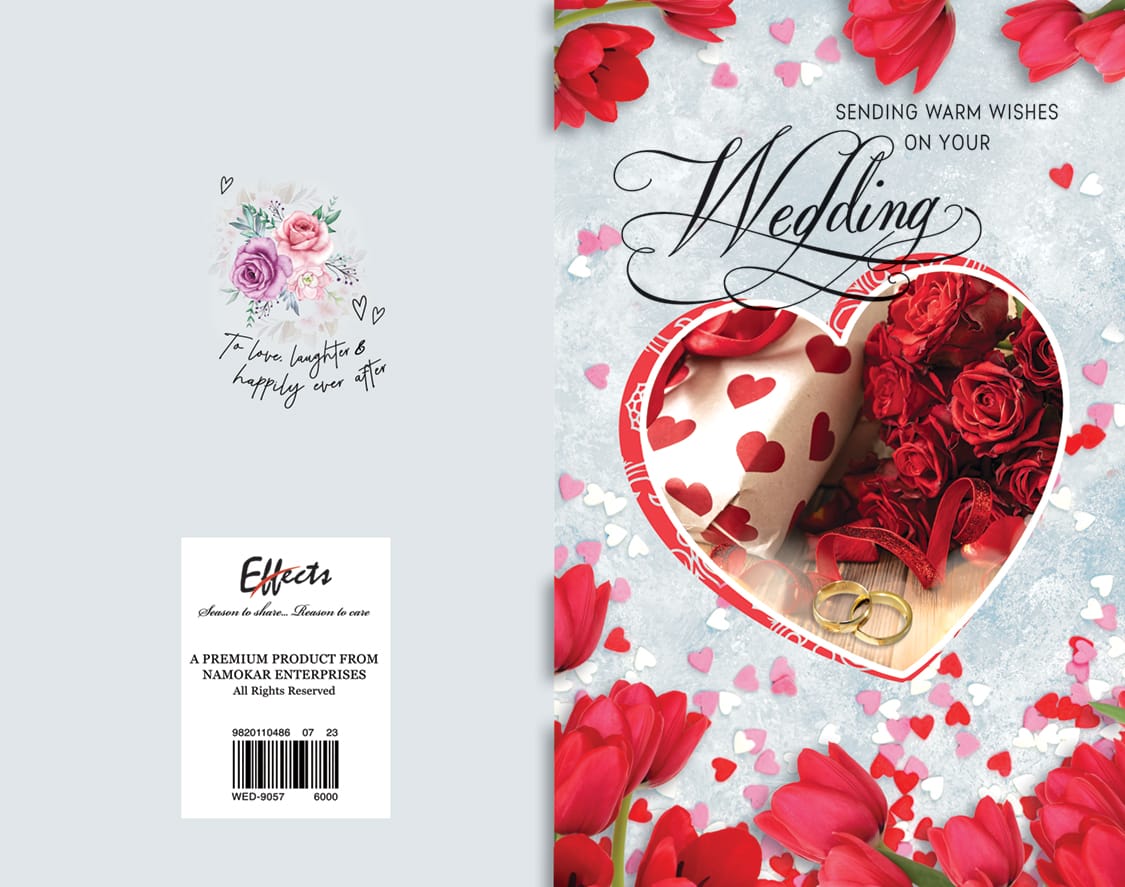 To love, laughter &
happily ever after
Effects
Season to share... Reason to care
A PREMIUM PRODUCT FROM
NAMOKAR ENTERPRISES
All Rights Reserved
9820110486 07 23
WED-9057 6000
SENDING WARM WISHES
ON YOUR
Wedding